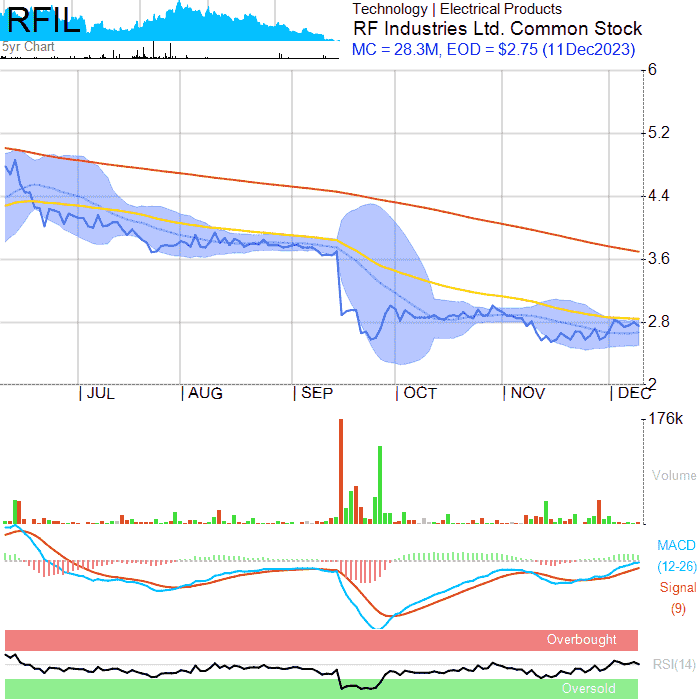 RFIL
5yr Chart
Technology | Electrical Products
RF Industries Ltd. Common Stock
MC = 28.3M, EOD = $2.75 (11Dec2023)
6
5.2
4.4
3.6
2.8
2
JUL
AUG
SEP
OCT
NOV
DEC
176k
Volume
MACD
(12-26)
Signal
(9)
Overbought
RSI(14)
Oversold